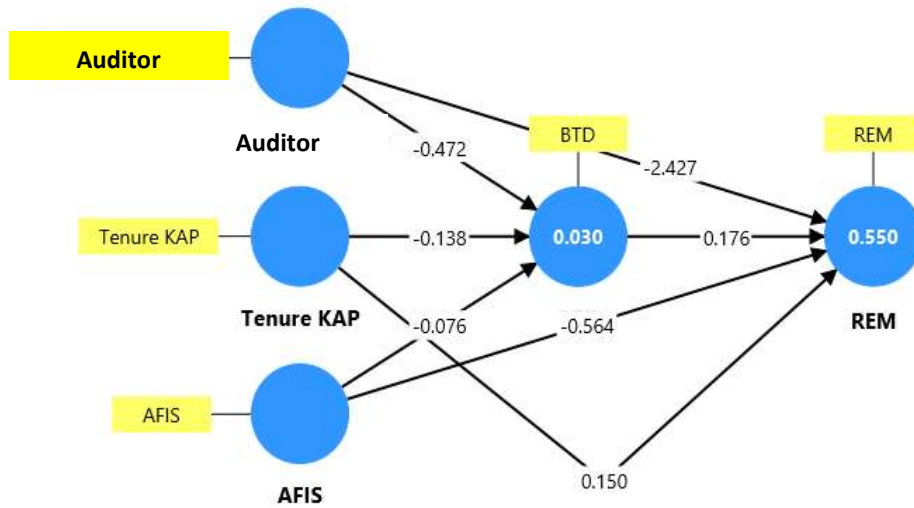 Auditor
Auditor
BTD
REM
-0.472
-2.427
Tenure KAP
-0.138
0.030
0.176
0.550
Tenure KAP
-0.076
-0.564
REM
AFIS
0.150
AFIS